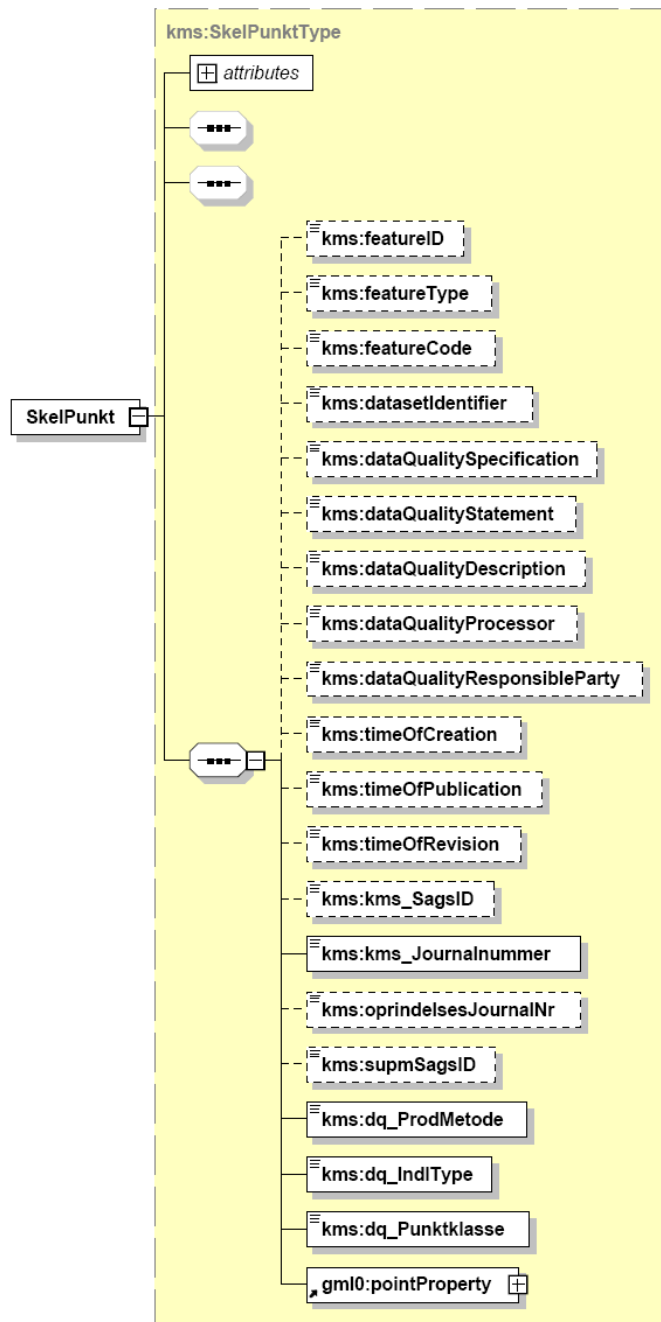 kms:SkelPunktType
attributes
kms:featureID
kms:featureType
kms:featureCode
SkelPunkt
kms:datasetIdentifier
kms:dataQualitySpecification
kms:dataQualityStatement
kms:dataQualityDescription
kms:dataQualityProcessor
kms:dataQualityResponsibleParty
kms:timeOfCreation
kms:timeOfPublication
kms:timeOfRevision
kms:kms_SagsID
kms:kms_Journalnummer
kms:oprindelsesJournalNr
kms:supmSagsID
kms:dq_ProdMetode
kms:dq_IndlType
kms:dq_Punktklasse
gml0:pointProperty